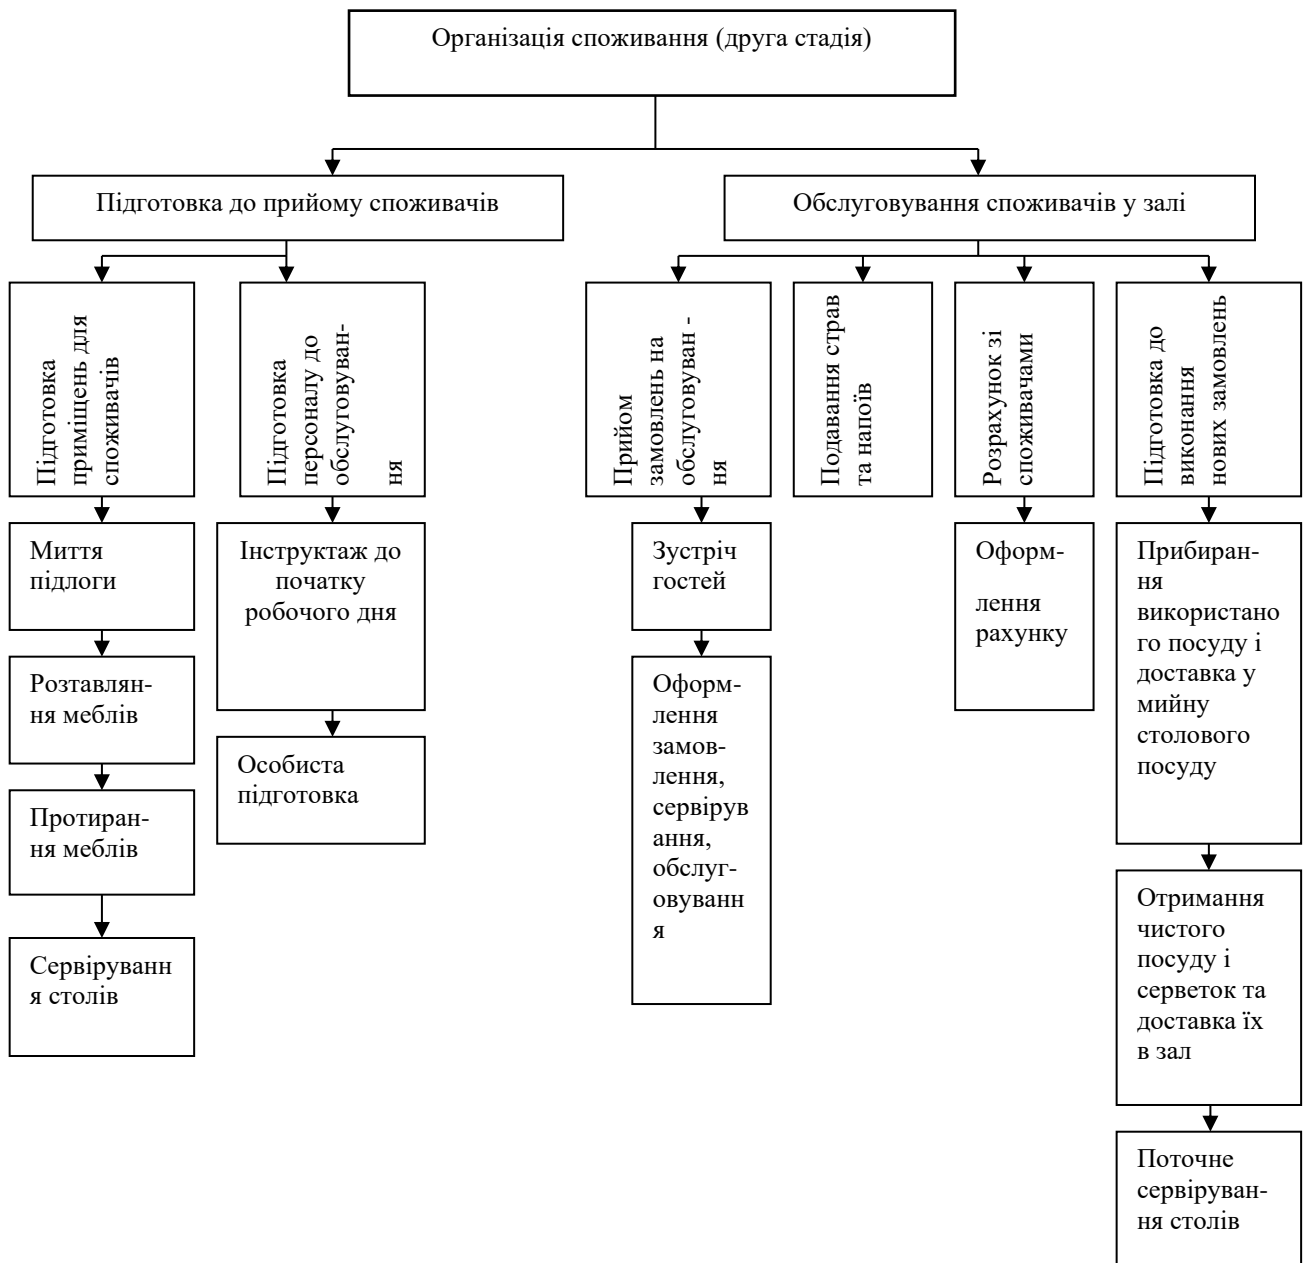 Організація споживання (друга стадія)
Підготовка до прийому споживачів
Обслуговування споживачів у залі
Підготовка
приміщень для
споживачів
Підготовка
персоналу до
обслуговуван-
ня
Прийом
замовлень на
обслуговуван -
ня
Подавання страв
та напоїв
Розрахунок зі
споживачами
Підготовка до
виконання
нових замовлень
Миття
підлоги
Розтавлян-
ня меблів
Протиран-
ня меблів
Сервіруванн
я столів
Інструктаж до
початку
робочого дня
Особиста
підготовка
Зустріч
гостей
Оформ-
лення
замов-
лення,
сервірув
ання,
обслуг-
овуванн
я
Оформ-
лення
рахунку
Прибиран-
ня
використано
го посуду і
доставка у
мийну
столового
посуду
Отримання
чистого
посуду і
серветок та
доставка їх
в зал
Поточне
сервіруван-
ня столів